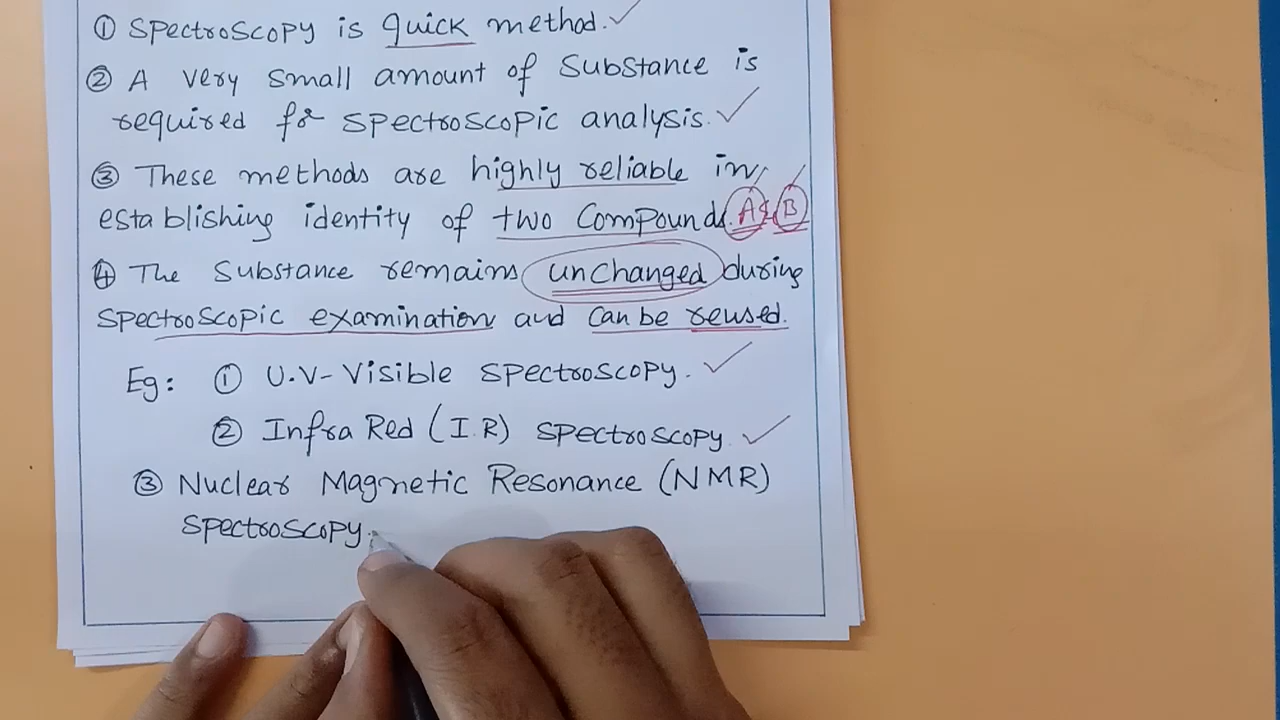 ① Spectroscopy is quick method.
② A very small amount of substance is
required for spectroscopic analysis.
③ These methods are highly reliable in
establishing identity of two compounds. A & B
④ The substance remains unchanged during
spectroscopic examination and can be reused.
Eg: ① U.V-Visible spectroscopy.
② Infra Red (I.R) spectroscopy.
③ Nuclear Magnetic Resonance (NMR)
spectroscopy.